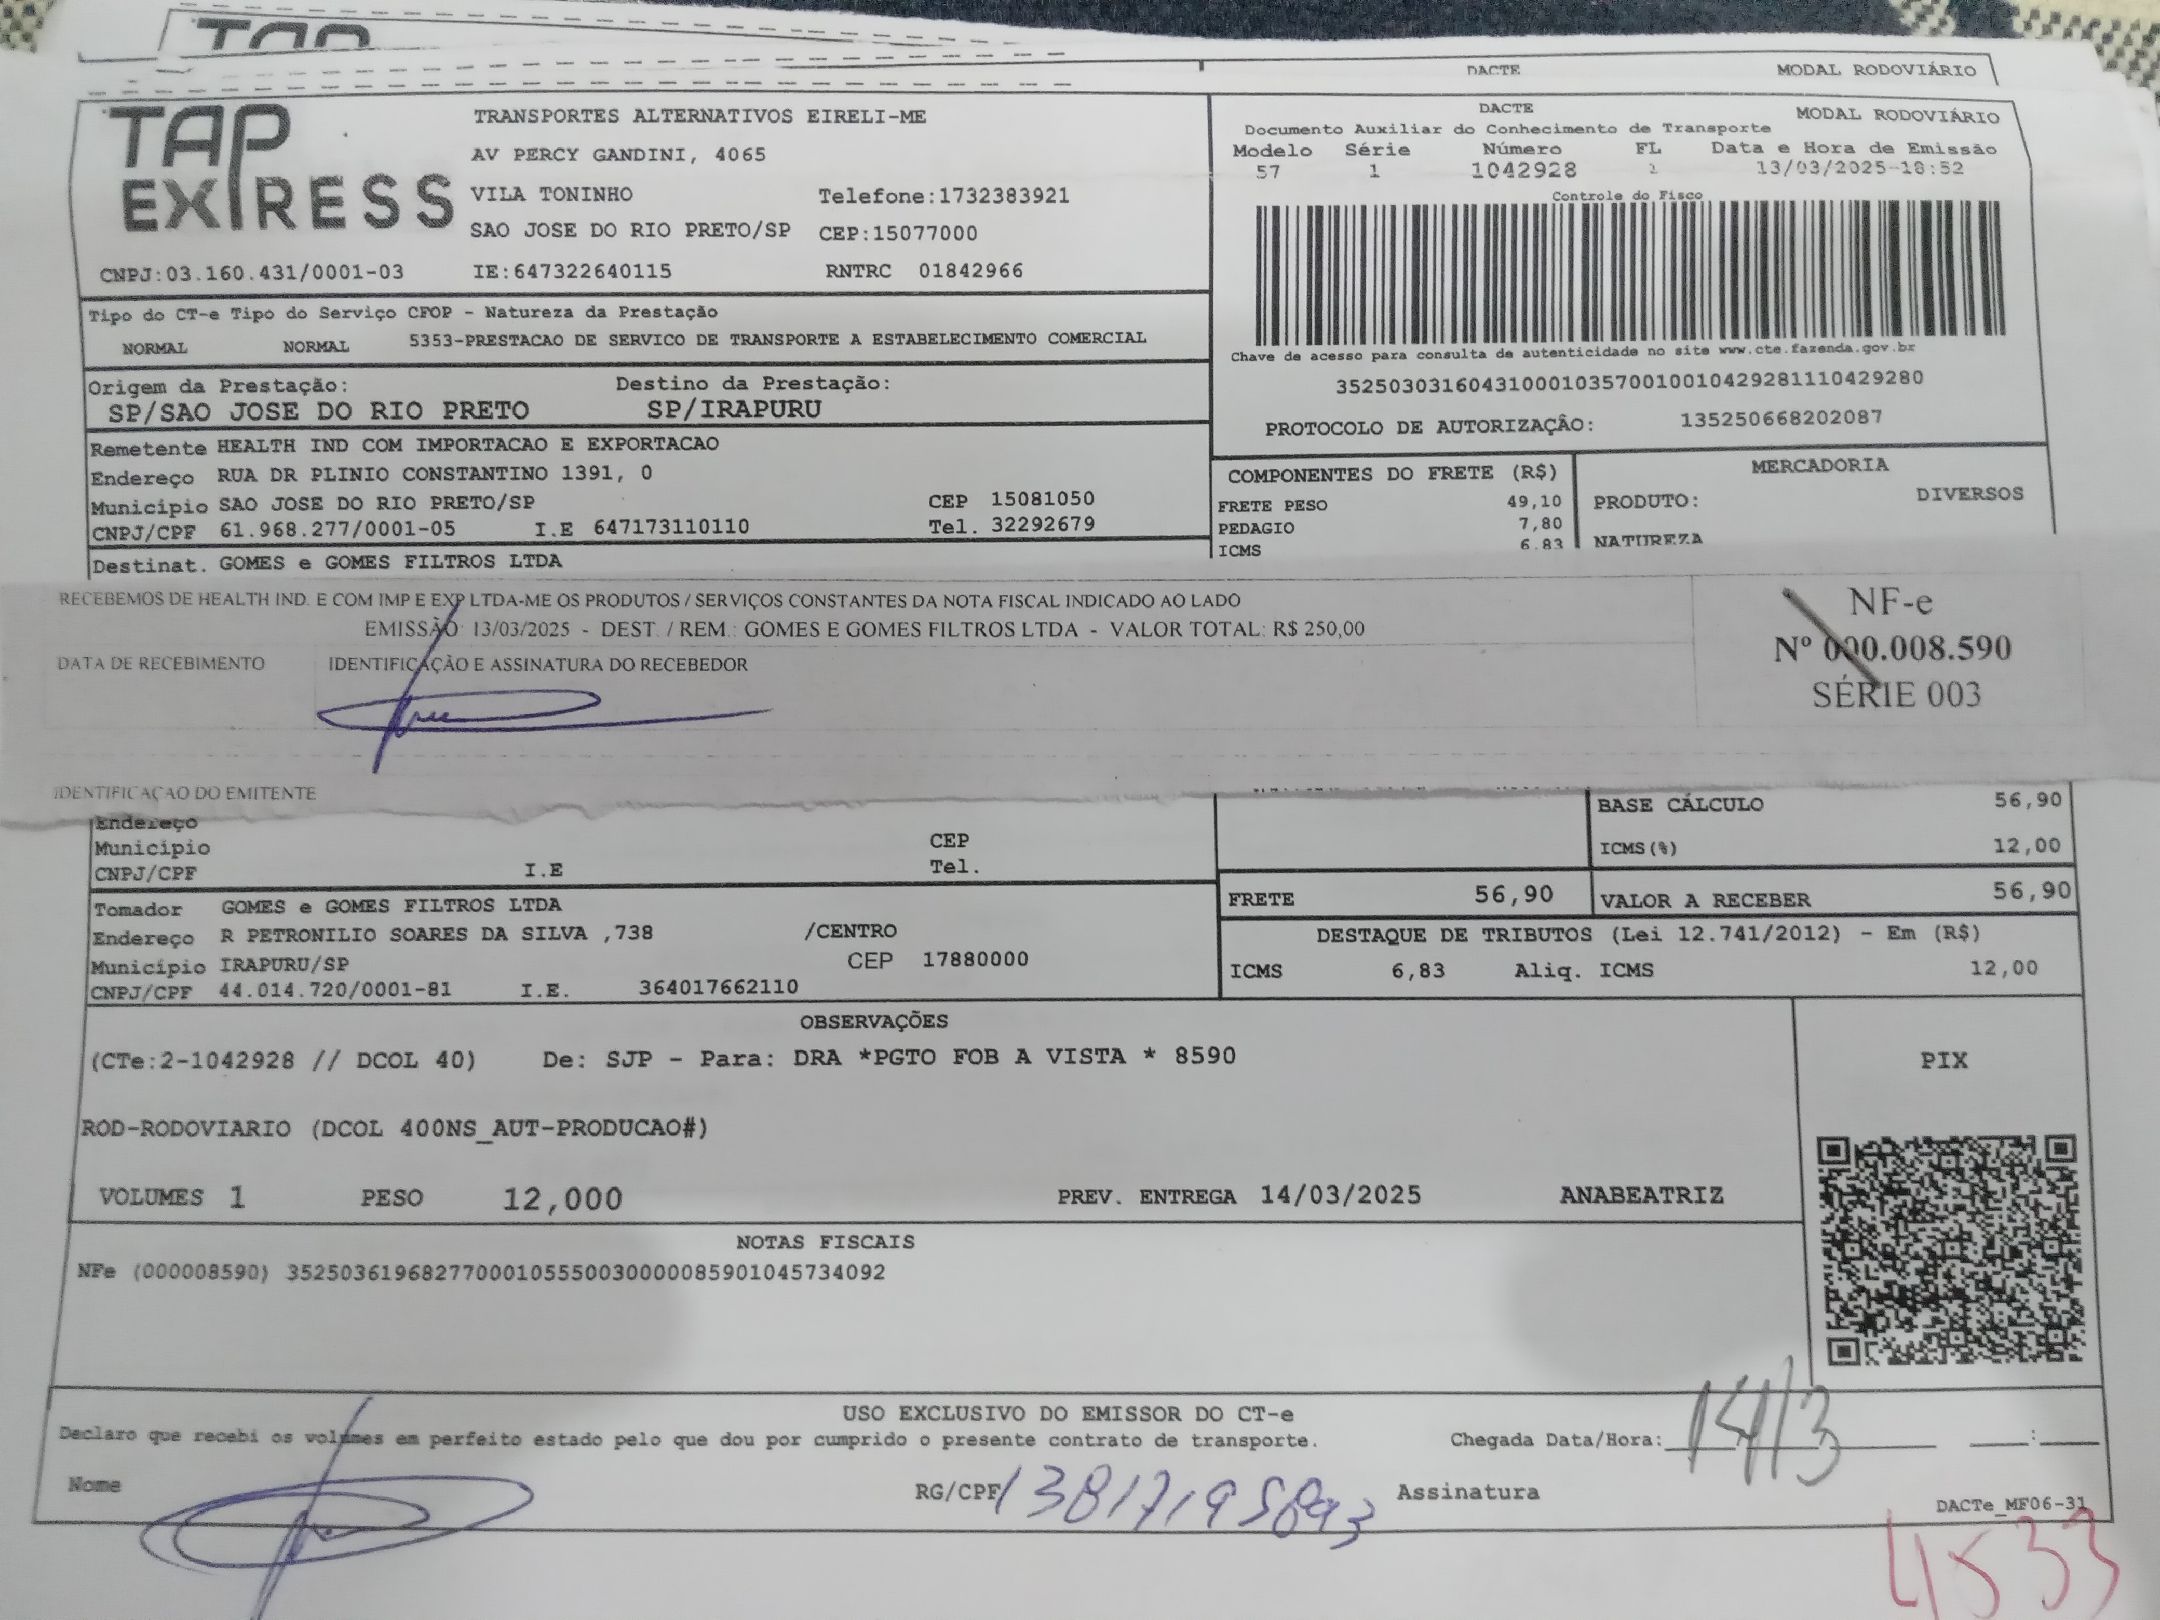 TAP
DACTE MODAL RODOVIÁRIO
TAP EXPRESS
TRANSPORTES ALTERNATIVOS EIRELI-ME
AV PERCY GANDINI, 4065
VILA TONINHO Telefone:1732383921
SAO JOSE DO RIO PRETO/SP CEP:15077000
CNPJ:03.160.431/0001-03 IE:647322640115 RNTRC 01842966
DACTE MODAL RODOVIÁRIO
Documento Auxiliar do Conhecimento de Transporte
Modelo Série Número FL Data e Hora de Emissão
57 1 1042928 13/03/2025-18:52
Controle do Fisco
Chave de acesso para consulta de autenticidade no site www.cte.fazenda.gov.br
35250303160431000103570010010429281110429280
PROTOCOLO DE AUTORIZAÇÂO: 135250668202087
Tipo do CT-e Tipo do Serviço CFOP - Natureza da Prestação
NORMAL NORMAL 5353-PRESTACAO DE SERVICO DE TRANSPORTE A ESTABELECIMENTO COMERCIAL
Origem da Prestação: Destino da Prestação:
SP/SAO JOSE DO RIO PRETO SP/IRAPURU
Remetente HEALTH IND COM IMPORTACAO E EXPORTACAO
Endereço RUA DR PLINIO CONSTANTINO 1391, 0
Município SAO JOSE DO RIO PRETO/SP CEP 15081050
CNPJ/CPF 61.968.277/0001-05 I.E 647173110110 Tel. 32292679
Destinat. GOMES e GOMES FILTROS LTDA
COMPONENTES DO FRETE (R$)
FRETE PESO 49,10
PEDAGIO 7,80
ICMS 6,83
MERCADORIA
PRODUTO: DIVERSOS
NATUREZA
RECEBEMOS DE HEALTH IND. E COM IMP E EXP LTDA-ME OS PRODUTOS / SERVIÇOS CONSTANTES DA NOTA FISCAL INDICADO AO LADO
EMISSÃO: 13/03/2025 - DEST. / REM.: GOMES E GOMES FILTROS LTDA - VALOR TOTAL: R$ 250,00
DATA DE RECEBIMENTO IDENTIFICAÇÃO E ASSINATURA DO RECEBEDOR
NF-e
Nº 000.008.590
SÉRIE 003
IDENTIFICAÇAO DO EMITENTE
Endereço
Município CEP
CNPJ/CPF I.E Tel.
BASE CÁLCULO 56,90
ICMS(%) 12,00
FRETE 56,90 VALOR A RECEBER 56,90
Tomador GOMES e GOMES FILTROS LTDA
Endereço R PETRONILIO SOARES DA SILVA ,738 /CENTRO
Município IRAPURU/SP CEP 17880000
CNPJ/CPF 44.014.720/0001-81 I.E. 364017662110
DESTAQUE DE TRIBUTOS (Lei 12.741/2012) - Em (R$)
ICMS 6,83 Aliq. ICMS 12,00
OBSERVAÇÕES
(CTe:2-1042928 // DCOL 40) De: SJP - Para: DRA *PGTO FOB A VISTA * 8590
ROD-RODOVIARIO (DCOL 400NS_AUT-PRODUCAO#)
VOLUMES 1 PESO 12,000 PREV. ENTREGA 14/03/2025 ANABEATRIZ
PIX
NOTAS FISCAIS
NFe (000008590) 35250361968277000105550030000085901045734092
USO EXCLUSIVO DO EMISSOR DO CT-e
Declaro que recebi os volumes em perfeito estado pelo que dou por cumprido o presente contrato de transporte. Chegada Data/Hora: 14/3 :
Nome RG/CPF 13817195893 Assinatura
DACTe_MF06-31
4533